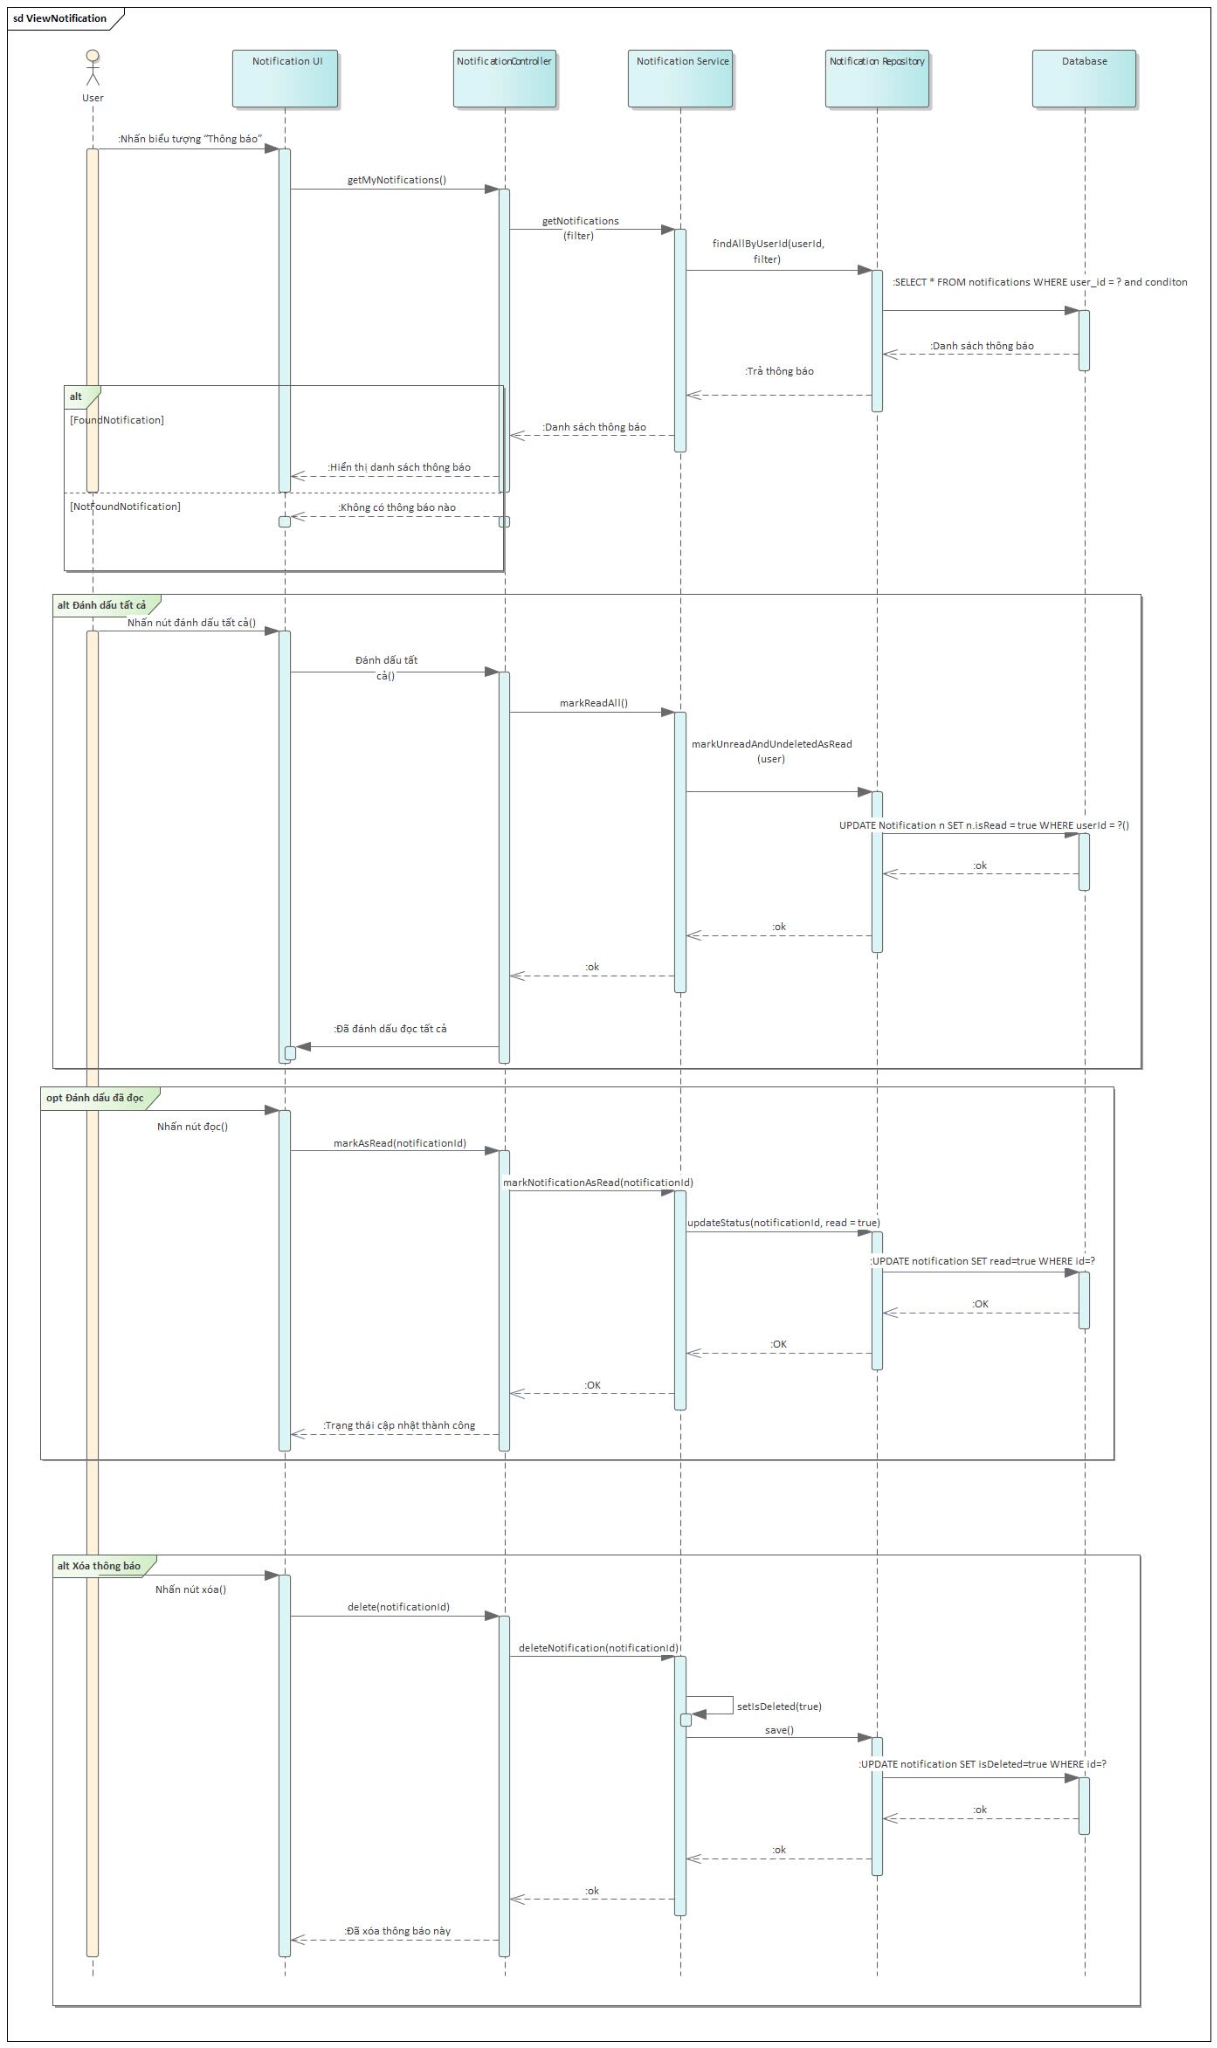 sd ViewNotification
User
Notification UI
NotificationController
Notification Service
Notification Repository
Database
:Nhấn biểu tượng “Thông báo”
getMyNotifications()
getNotifications
(filter)
findAllByUserId(userId,
filter)
:SELECT * FROM notifications WHERE user_id = ? and conditon
:Danh sách thông báo
:Trả thông báo
alt
[FoundNotification]
:Danh sách thông báo
:Hiển thị danh sách thông báo
[NotFoundNotification]
:Không có thông báo nào
alt Đánh dấu tất cả
Nhấn nút đánh dấu tất cả()
Đánh dấu tất
cả()
markReadAll()
markUnreadAndUndeletedAsRead
(user)
UPDATE Notification n SET n.isRead = true WHERE userId = ?()
:ok
:ok
:ok
:Đã đánh dấu đọc tất cả
opt Đánh dấu đã đọc
Nhấn nút đọc()
markAsRead(notificationId)
markNotificationAsRead(notificationId)
updateStatus(notificationId, read = true)
:UPDATE notification SET read=true WHERE id=?
:OK
:OK
:OK
:Trạng thái cập nhật thành công
alt Xóa thông báo
Nhấn nút xóa()
delete(notificationId)
deleteNotification(notificationId)
setIsDeleted(true)
save()
:UPDATE notification SET isDeleted=true WHERE id=?
:ok
:ok
:ok
:Đã xóa thông báo này